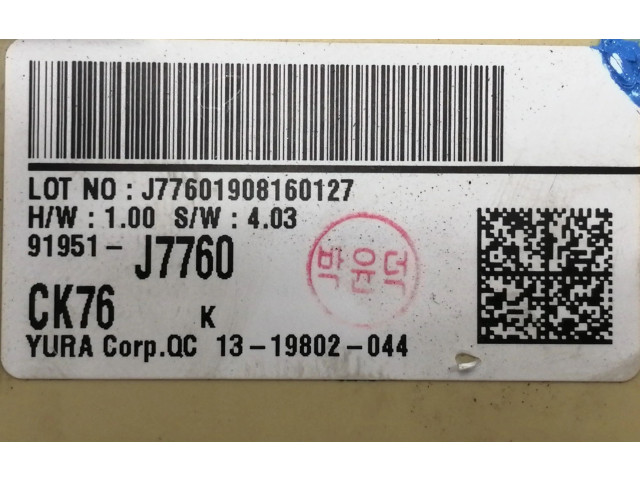 LOT NO : J77601908160127
H/W : 1.00 S/W : 4.03
91951- J7760
박윤덕
CK76 K
YURA Corp.QC 13-19802-044